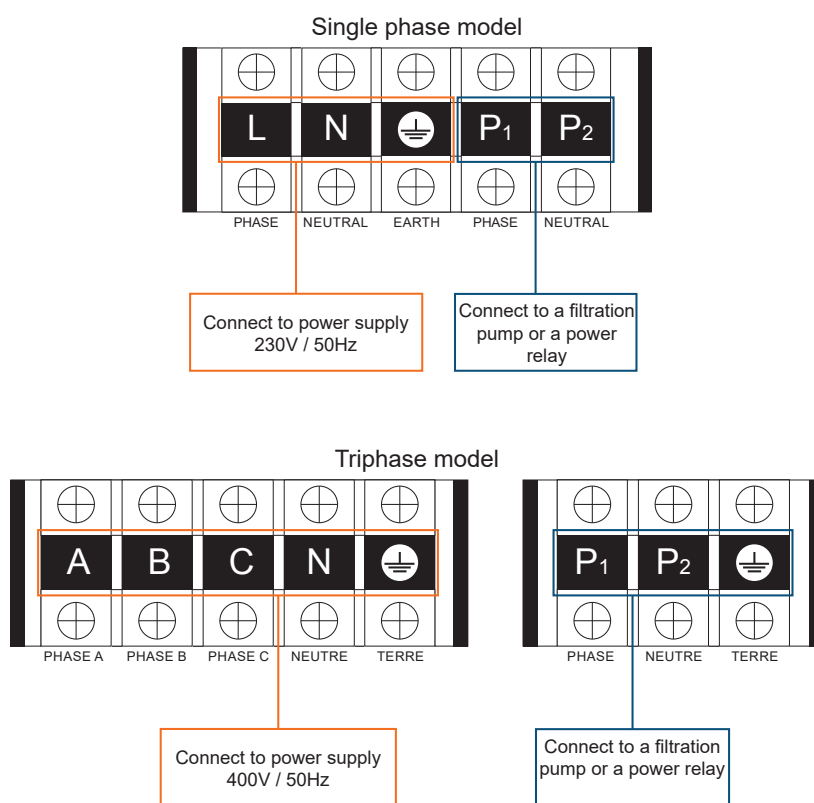 Single phase model
L N P1 P2
PHASE NEUTRAL EARTH PHASE NEUTRAL
Connect to power supply
230V / 50Hz
Connect to a filtration
pump or a power
relay
Triphase model
A B C N
PHASE A PHASE B PHASE C NEUTRE TERRE
P1 P2
PHASE NEUTRE TERRE
Connect to power supply
400V / 50Hz
Connect to a filtration
pump or a power relay